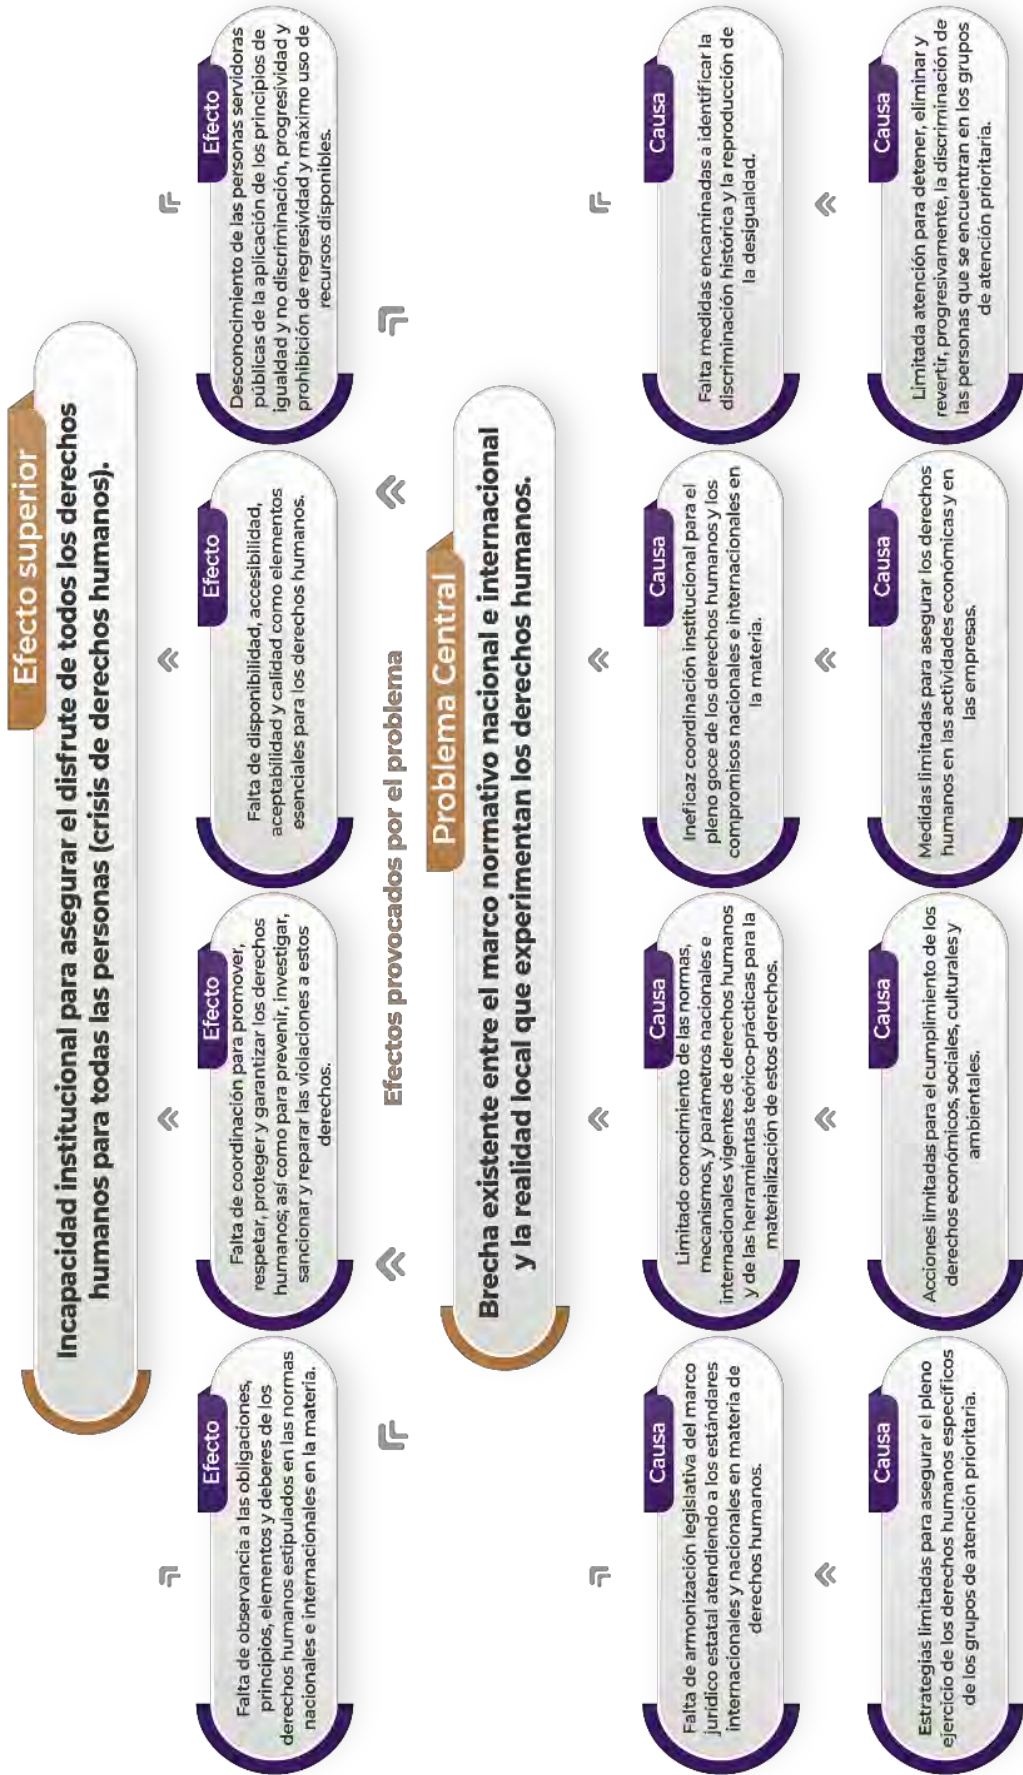 Efecto superior
Incapacidad institucional para asegurar el disfrute de todos los derechos
humanos para todas las personas (crisis de derechos humanos).
Efecto
Falta de observancia a las obligaciones,
principios, elementos y deberes de los
derechos humanos estipulados en las normas
nacionales e internacionales en la materia.
Efecto
Falta de coordinación para promover,
respetar, proteger y garantizar los derechos
humanos; así como para prevenir, investigar,
sancionar y reparar las violaciones a estos
derechos.
Efecto
Falta de disponibilidad, accesibilidad,
aceptabilidad y calidad como elementos
esenciales para los derechos humanos.
Efecto
Desconocimiento de las personas servidoras
públicas de la aplicación de los principios de
igualdad y no discriminación, progresividad y
prohibición de regresividad y máximo uso de
recursos disponibles.
Efectos provocados por el problema
Problema Central
Brecha existente entre el marco normativo nacional e internacional
y la realidad local que experimentan los derechos humanos.
Causa
Falta de armonización legislativa del marco
jurídico estatal atendiendo a los estándares
internacionales y nacionales en materia de
derechos humanos.
Causa
Limitado conocimiento de las normas,
mecanismos, y parámetros nacionales e
internacionales vigentes de derechos humanos
y de las herramientas teórico-prácticas para la
materialización de estos derechos.
Causa
Ineficaz coordinación institucional para el
pleno goce de los derechos humanos y los
compromisos nacionales e internacionales en
la materia.
Causa
Falta medidas encaminadas a identificar la
discriminación histórica y la reproducción de
la desigualdad.
Causa
Estrategias limitadas para asegurar el pleno
ejercicio de los derechos humanos específicos
de los grupos de atención prioritaria.
Causa
Acciones limitadas para el cumplimiento de los
derechos económicos, sociales, culturales y
ambientales.
Causa
Medidas limitadas para asegurar los derechos
humanos en las actividades económicas y en
las empresas.
Causa
Limitada atención para detener, eliminar y
revertir, progresivamente, la discriminación de
las personas que se encuentran en los grupos
de atención prioritaria.